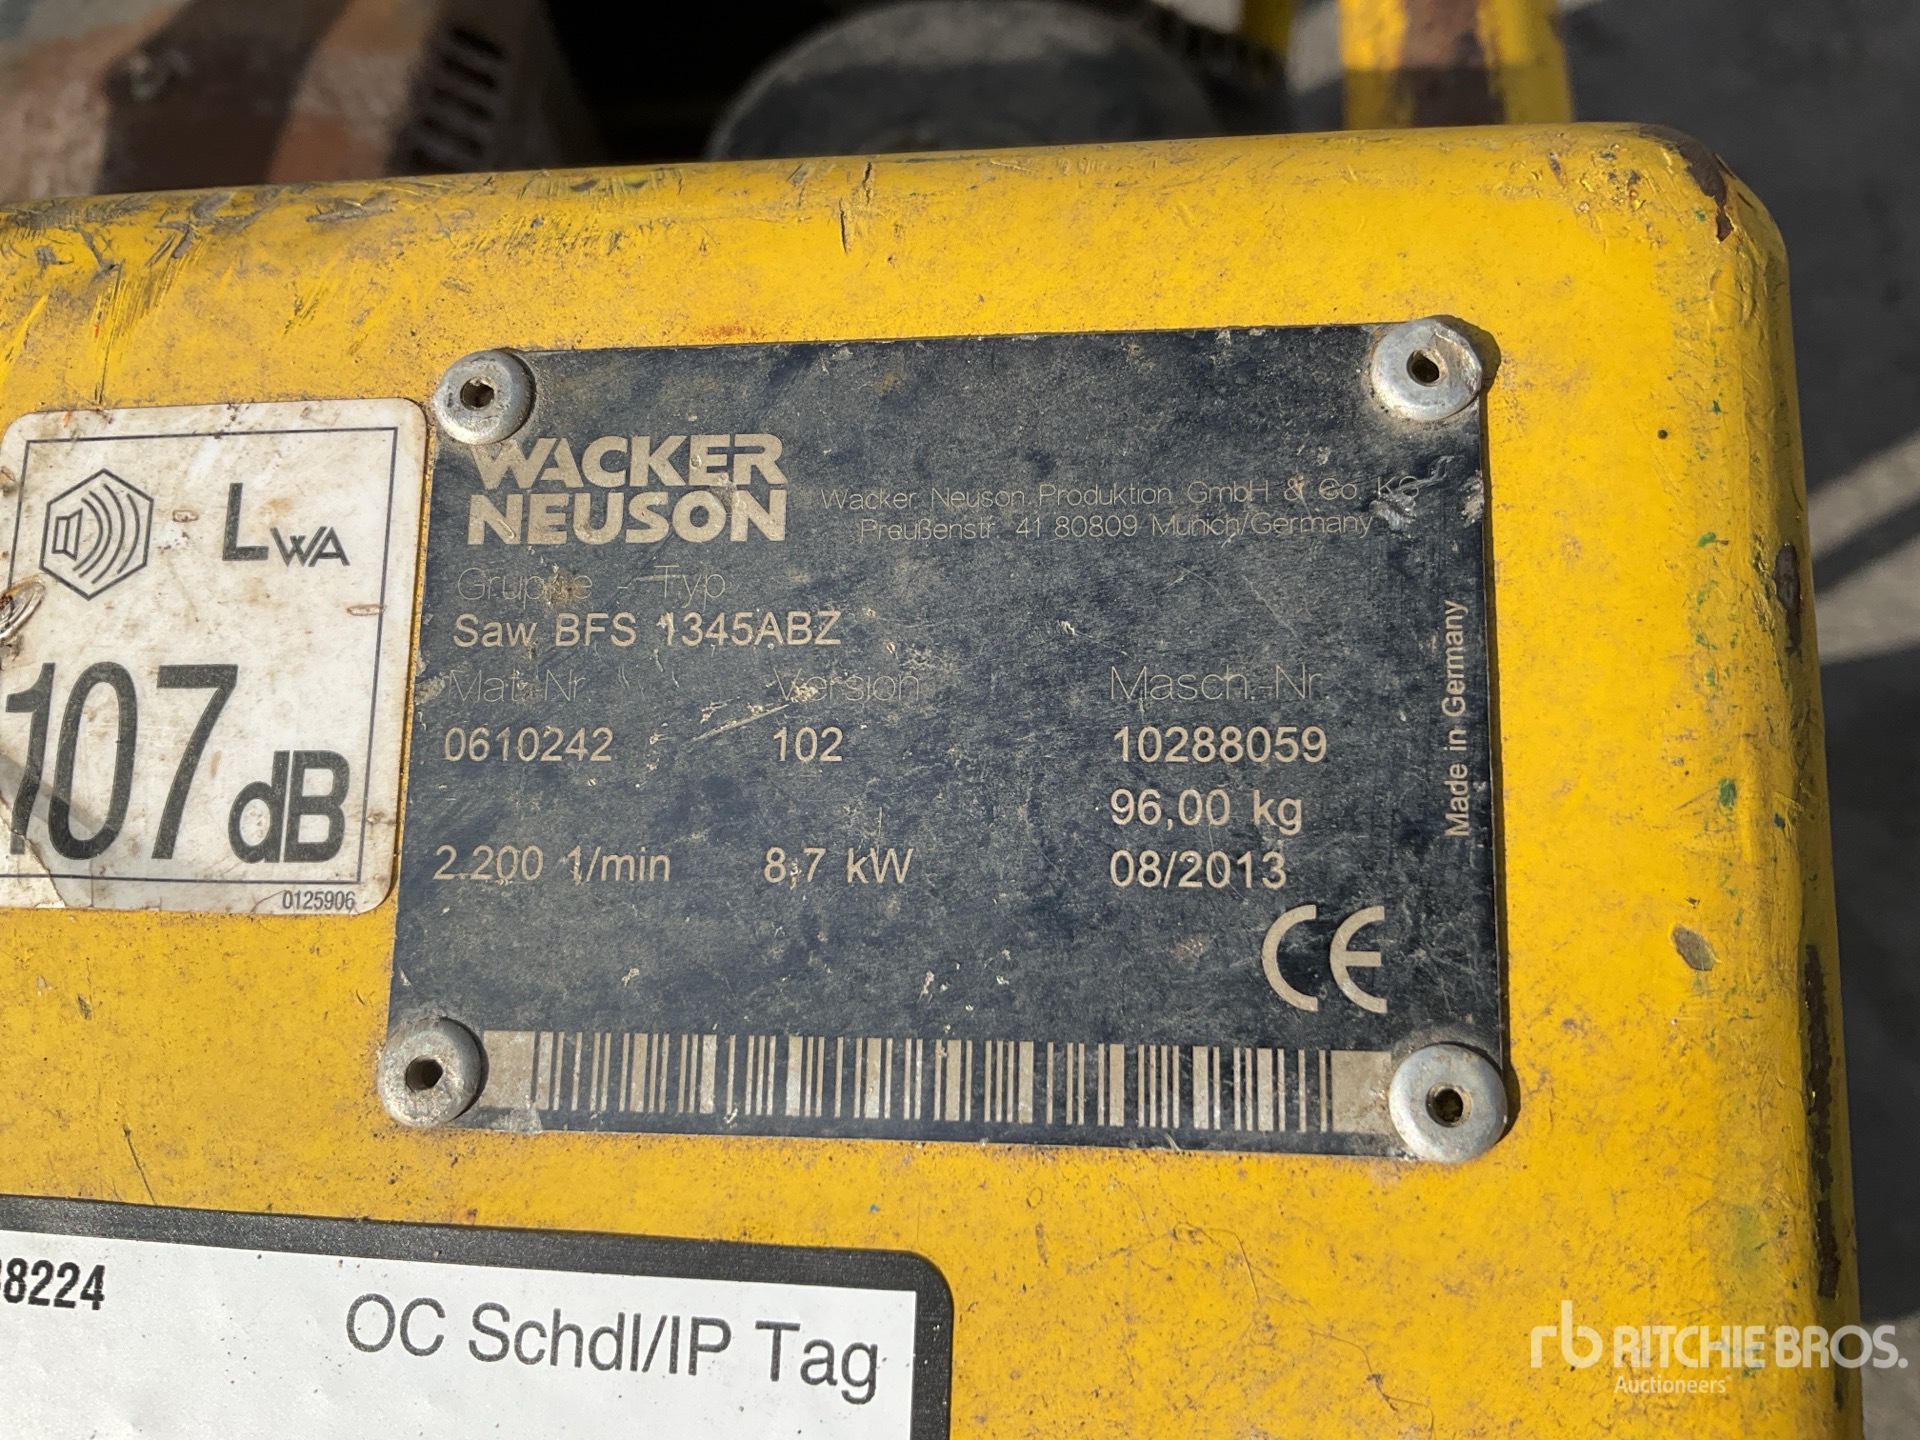 WACKER
NEUSON
Wacker Neuson Produktion GmbH & Co. KG
Preußenstr. 41 80809 Munich/Germany
Gruppe - Typ
Saw BFS 1345ABZ
Mat.-Nr. Version Masch.-Nr.
0610242 102 10288059
96,00 kg
2.200 1/min 8,7 kW 08/2013
CE
Made in Germany
LWA
107 dB
0125906
8224
OC Schdl/IP Tag
rb RITCHIE BROS.
Auctioneers